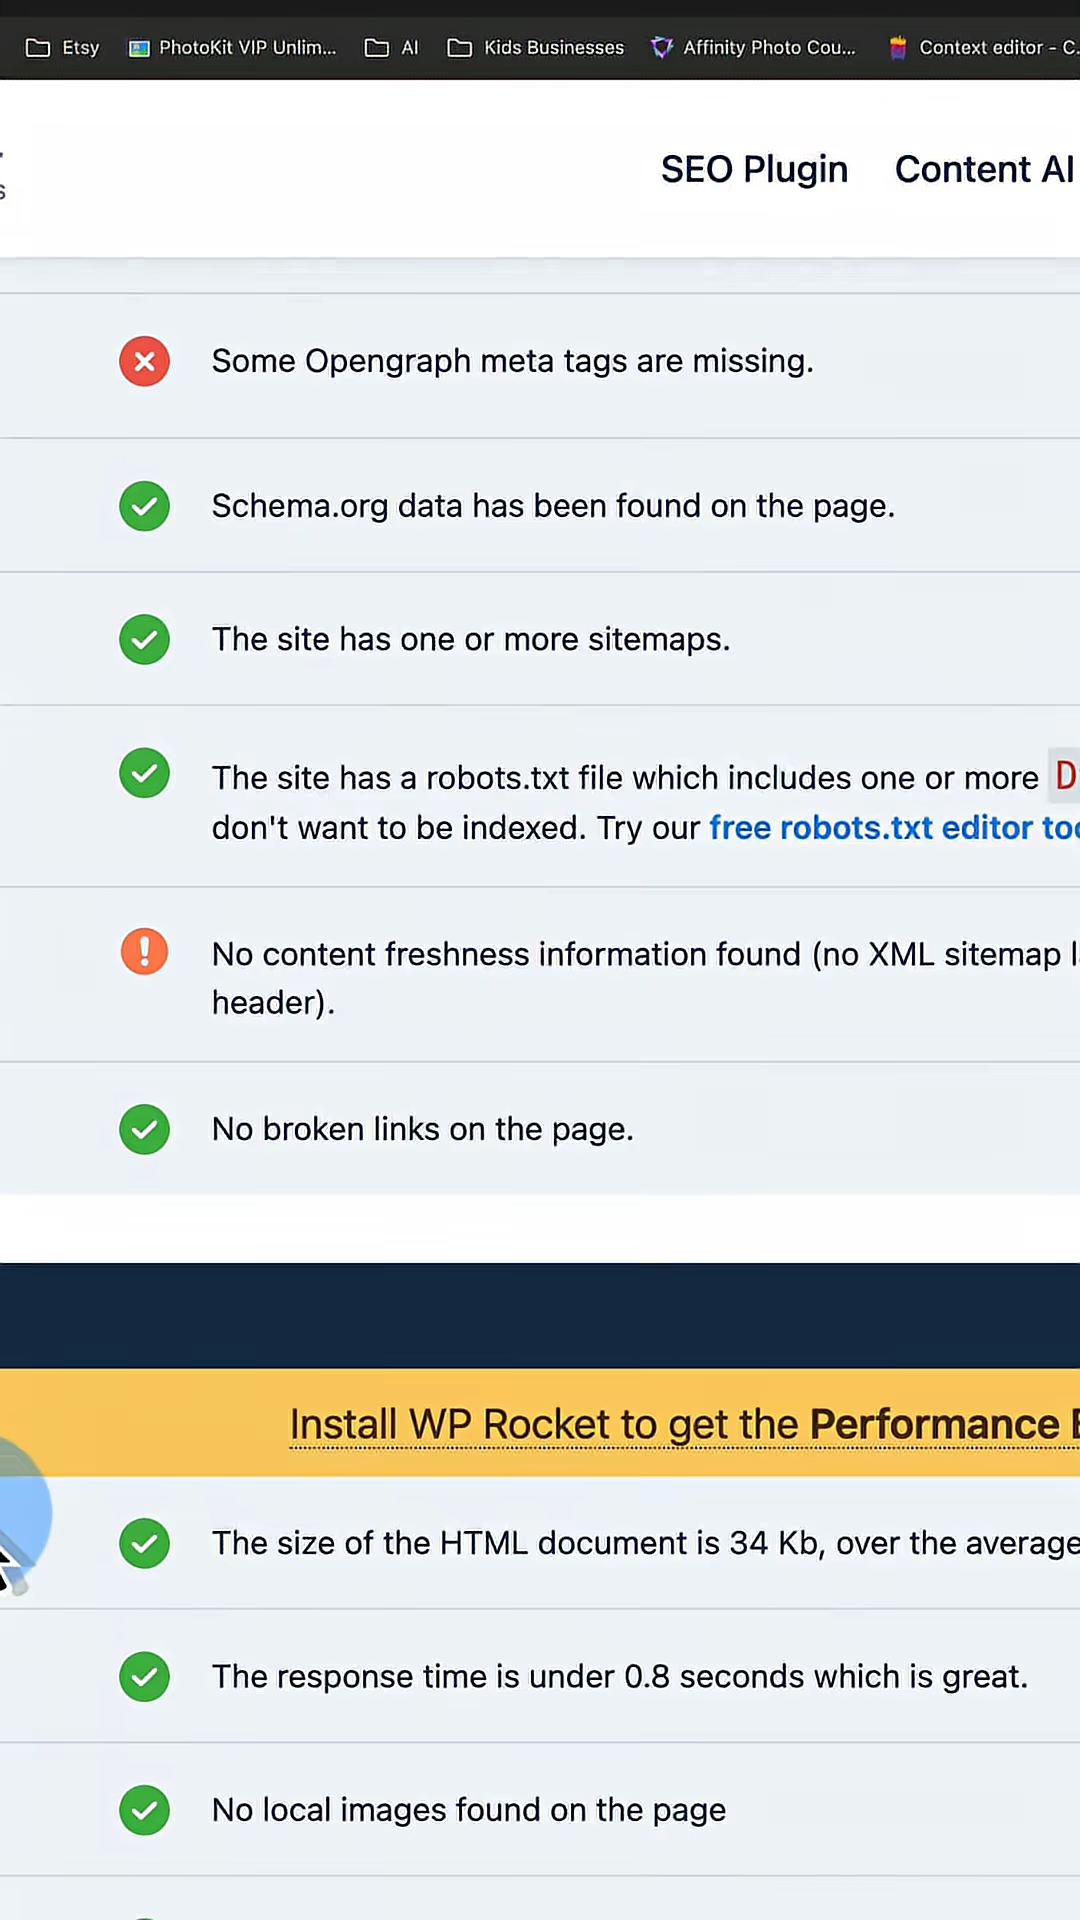 Etsy PhotoKit VIP Unlim... AI Kids Businesses Affinity Photo Cou... Context editor - C.
SEO Plugin Content AI
Some Opengraph meta tags are missing.
Schema.org data has been found on the page.
The site has one or more sitemaps.
The site has a robots.txt file which includes one or more
don't want to be indexed. Try our free robots.txt editor
No content freshness information found (no XML sitemap
header).
No broken links on the page.
Install WP Rocket to get the Performance
The size of the HTML document is 34 Kb, over the average
The response time is under 0.8 seconds which is great.
No local images found on the page